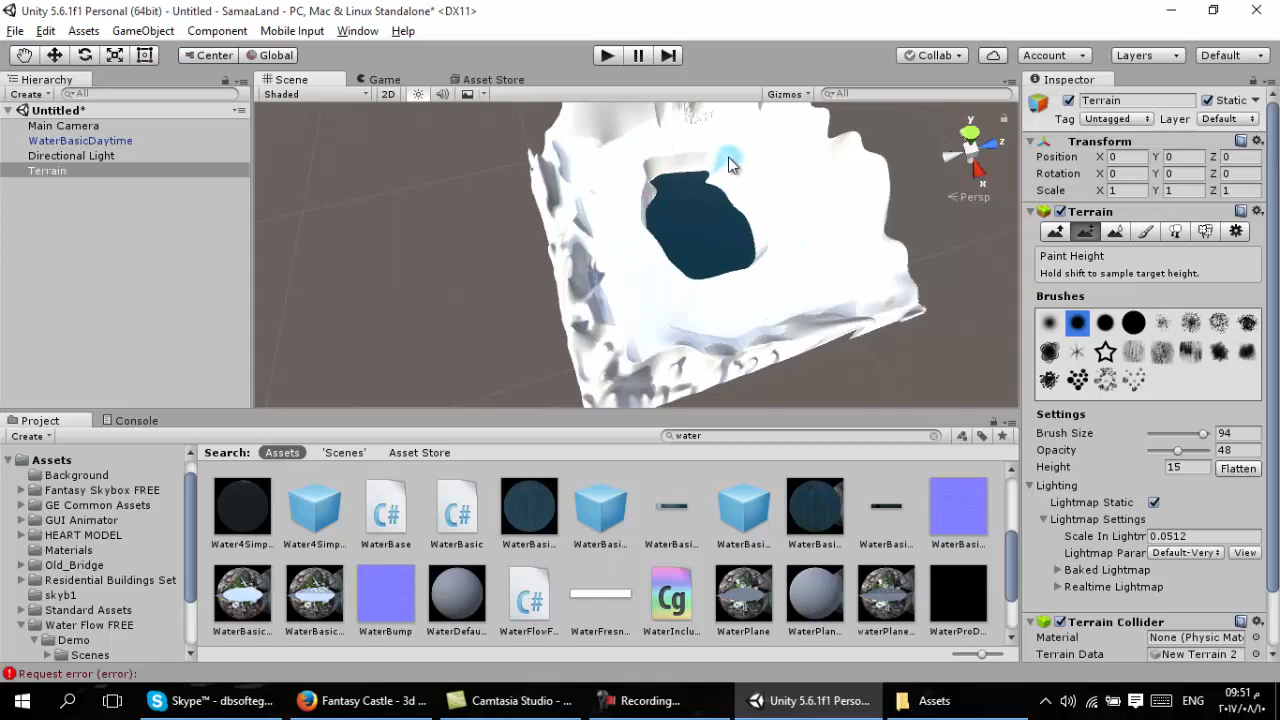 Unity 5.6.1f1 Personal (64bit) - Untitled - SamaaLand - PC, Mac & Linux Standalone* <DX11>
File Edit Assets GameObject Component Mobile Input Window Help
Center Global Collab Account Layers Default
Hierarchy
Create All
Untitled*
Main Camera
WaterBasicDaytime
Directional Light
Terrain
Scene Game Asset Store
Shaded 2D Gizmos All
y
z
x
Persp
Inspector
Terrain Static
Tag Untagged Layer Default
Transform
Position X 0 Y 0 Z 0
Rotation X 0 Y 0 Z 0
Scale X 1 Y 1 Z 1
Terrain
Paint Height
Hold shift to sample target height.
Brushes
Settings
Brush Size 94
Opacity 48
Height 15 Flatten
Lighting
Lightmap Static
Lightmap Settings
Scale In Lightm 0.0512
Lightmap Parar Default-Very View
Baked Lightmap
Realtime Lightmap
Terrain Collider
Material None (Physic Mate
Terrain Data New Terrain 2
Project Console
Create water
Assets
Background
Fantasy Skybox FREE
GE Common Assets
GUI Animator
HEART MODEL
Materials
Old_Bridge
Residential Buildings Set
skyb1
Standard Assets
Water Flow FREE
Demo
Scenes
Search: Assets 'Scenes' Asset Store
Water4Simp... Water4Simp... WaterBase WaterBasic WaterBasi... WaterBasi... WaterBasi... WaterBasi... WaterBasi... WaterBasi... WaterBasi...
C# C#
WaterBasic... WaterBasic... WaterBump WaterDefau... WaterFlowF... WaterFresn... WaterInclu... WaterPlane WaterPlan... waterPlane... WaterProD...
C# Cg
Request error (error):
Skype™ - dbsofteg... Fantasy Castle - 3d ... Camtasia Studio - ... Recording... Unity 5.6.1f1 Perso... Assets
ENG
09:51 م
٢٠١٧/٠٨/١٠